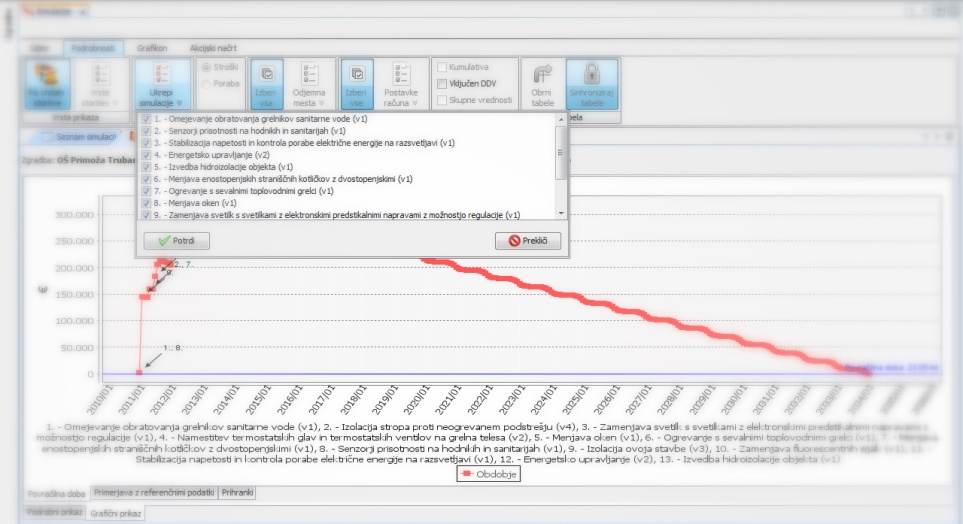 Simulacije
Izbor Podrobnosti Grafikon Akcijski načrt
Po vrstah
stavbe
Vrste
stavitev
Ukrepi
simulacije
Stroški
Poraba
Izberi
vsa
Odjemna
mesta
Izberi
vse
Postavke
računa
Kumulativa
Vključen DDV
Skupne vrednosti
Obrni
tabele
Sinhroniziraj
tabele
Vrsta prikaza
bela
Seznam simulacij
Zgradba: OŠ Primoža Trubar
1. - Omejevanje obratovanja grelnikov sanitarne vode (v1)
2. - Senzorji prisotnosti na hodnikih in sanitarijah (v1)
3. - Stabilizacija napetosti in kontrola porabe električne energije na razsvetljavi (v1)
4. - Energetsko upravljanje (v2)
5. - Izvedba hidroizolacije objekta (v1)
6. - Menjava enostopenjskih straniščnih kotličkov z dvostopenjskimi (v1)
7. - Ogrevanje s sevalnimi toplovodnimi grelci (v1)
8. - Menjava oken (v1)
9. - Zamenjava svetilk s svetilkami z elektronskimi predstikalnimi napravami z možnostjo regulacije (v1)
Potrdi Prekliči
300.000
250.000
200.000
150.000
100.000
50.000
0
€
2., 7.
9.
1., 8.
2010/01 2011/01 2012/01 2013/01 2014/01 2015/01 2016/01 2017/01 2018/01 2019/01 2020/01 2021/01 2022/01 2023/01 2024/01 2025/01 2026/01 2027/01 2028/01 2029/01 2030/01 2031/01 2032/01 2033/01 2034/01 2035/01 2036/01
1. - Omejevanje obratovanja grelnikov sanitarne vode (v1), 2. - Izolacija stropa proti neogrevanem podstrešju (v4), 3. - Zamenjava svetilk s svetilkami z elektronskimi predstikalnimi napravami z
možnostjo regulacije (v1), 4. - Namestitev termostatskih glav in termostatskih ventilov na grelna telesa (v2), 5. - Menjava oken (v1), 6. - Ogrevanje s sevalnimi toplovodnimi grelci (v1), 7. - Menjava
enostopenjskih straniščnih kotličkov z dvostopenjskimi (v1), 8. - Senzorji prisotnosti na hodnikih in sanitarijah (v1), 9. - Izolacija ovoja stavbe (v3), 10. - Zamenjava fluorescentnih sijalk (v1), 11. -
Stabilizacija napetosti in kontrola porabe električne energije na razsvetljavi (v1), 12. - Energetsko upravljanje (v2), 13. - Izvedba hidroizolacije objekta (v1)
Obdobje
Povračilna doba Primerjava z referenčnimi podatki Prihranki
Podrobni prikaz Grafični prikaz